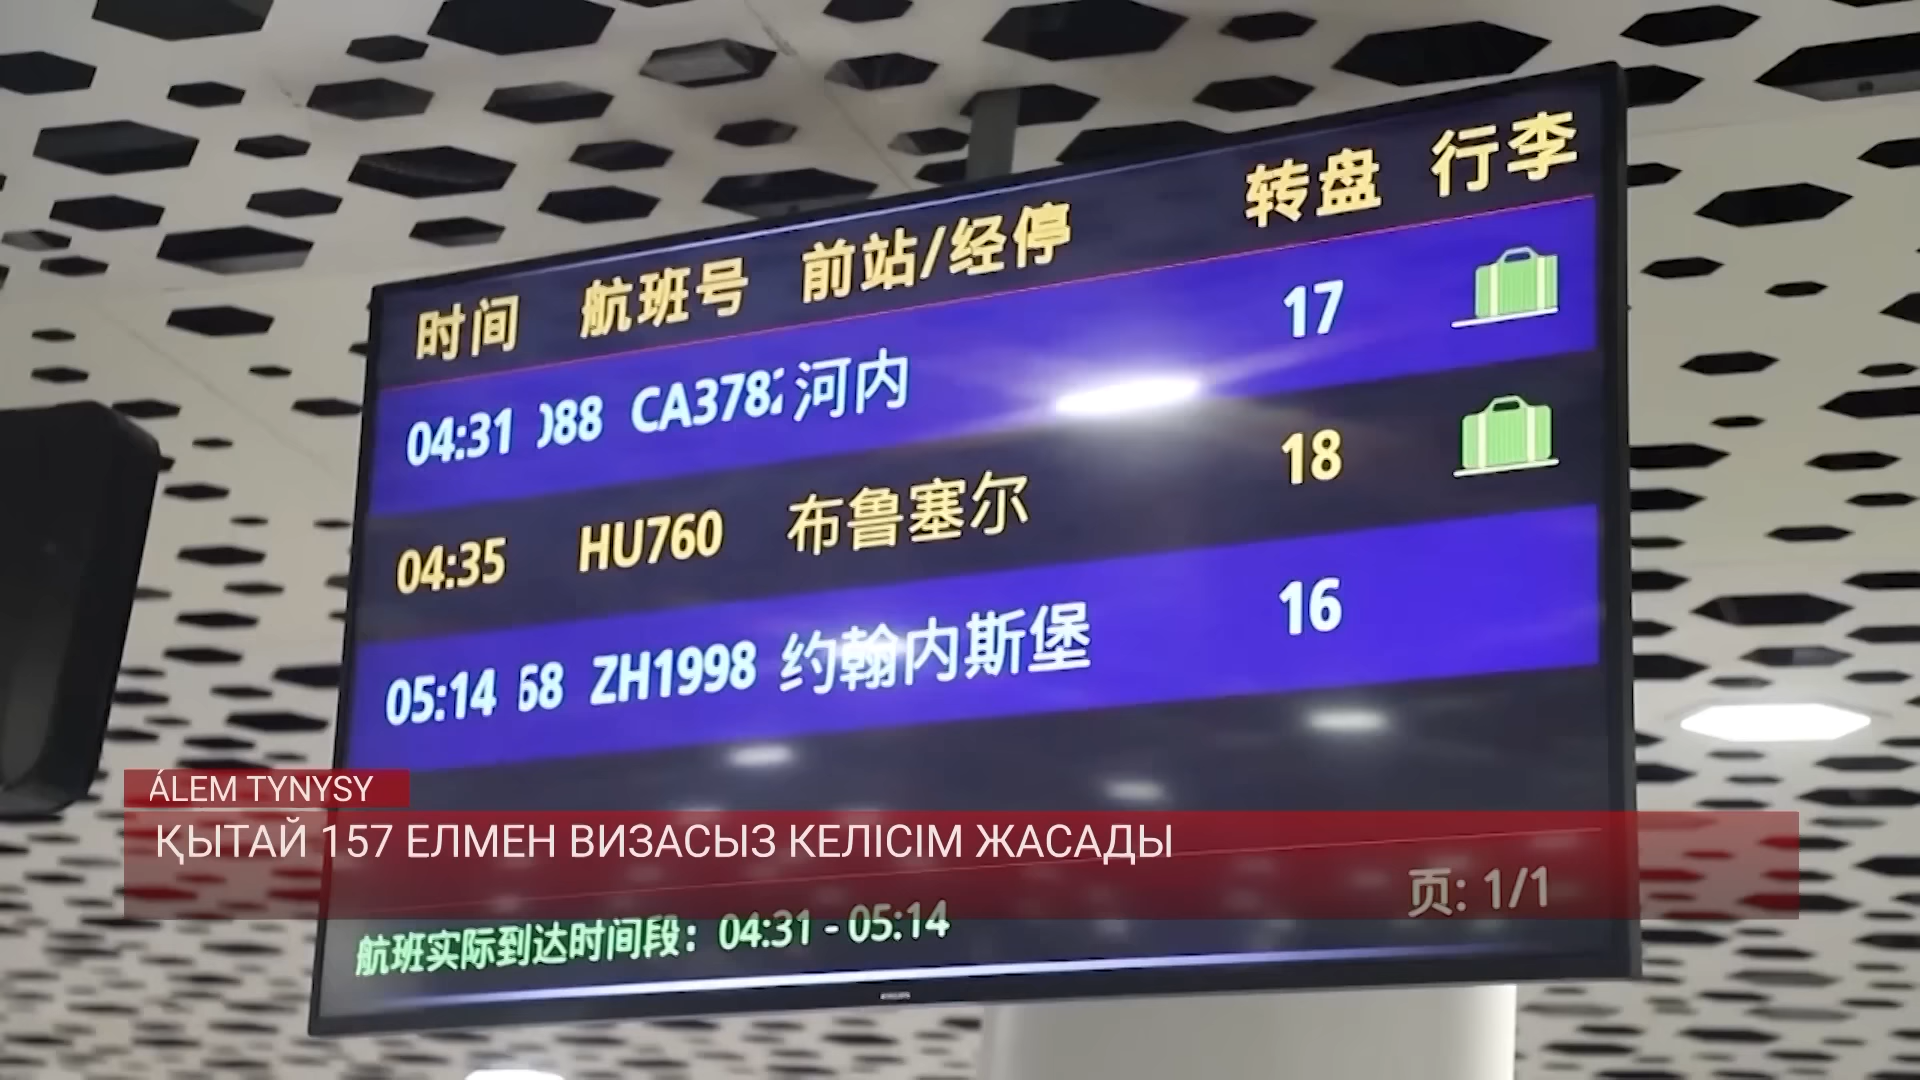 时间 航班号 前站/经停 转盘 行李
04:31 88 CA378 河内 17
04:35 HU760 布鲁塞尔 18
05:14 68 ZH1998 约翰内斯堡 16
ÁLEM TYNYSY
ҚЫТАЙ 157 ЕЛМЕН ВИЗАСЫЗ КЕЛІСІМ ЖАСАДЫ
页: 1/1
航班实际到达时间段: 04:31 - 05:14